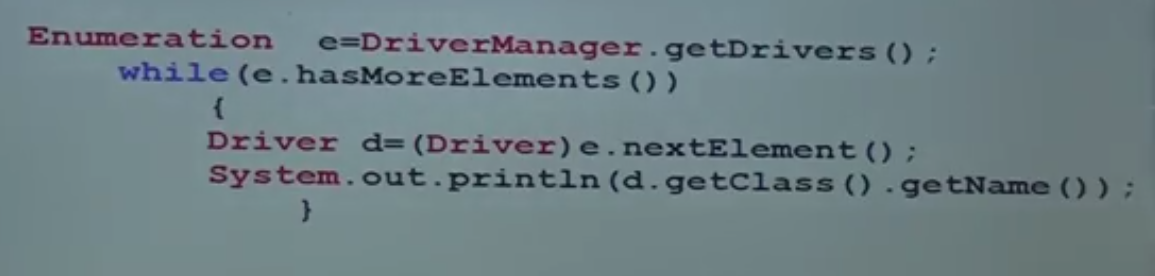 Enumeration e=DriverManager.getDrivers();
while(e.hasMoreElements())
{
Driver d=(Driver)e.nextElement();
System.out.println(d.getClass().getName());
}